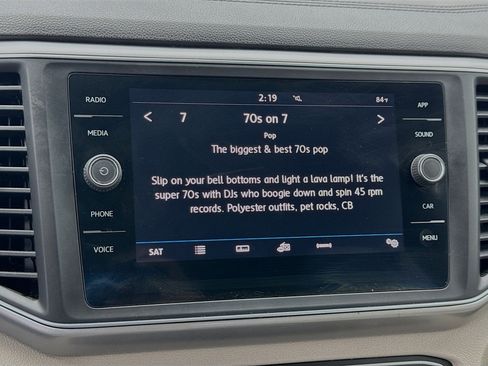 2:19 84°F
RADIO APP
< 7 70s on 7 >
MEDIA SOUND
Pop
The biggest & best 70s pop
Slip on your bell bottoms and light a lava lamp! It's the
super 70s with DJs who boogie down and spin 45 rpm
records. Polyester outfits, pet rocks, CB
PHONE CAR
VOICE MENU
SAT